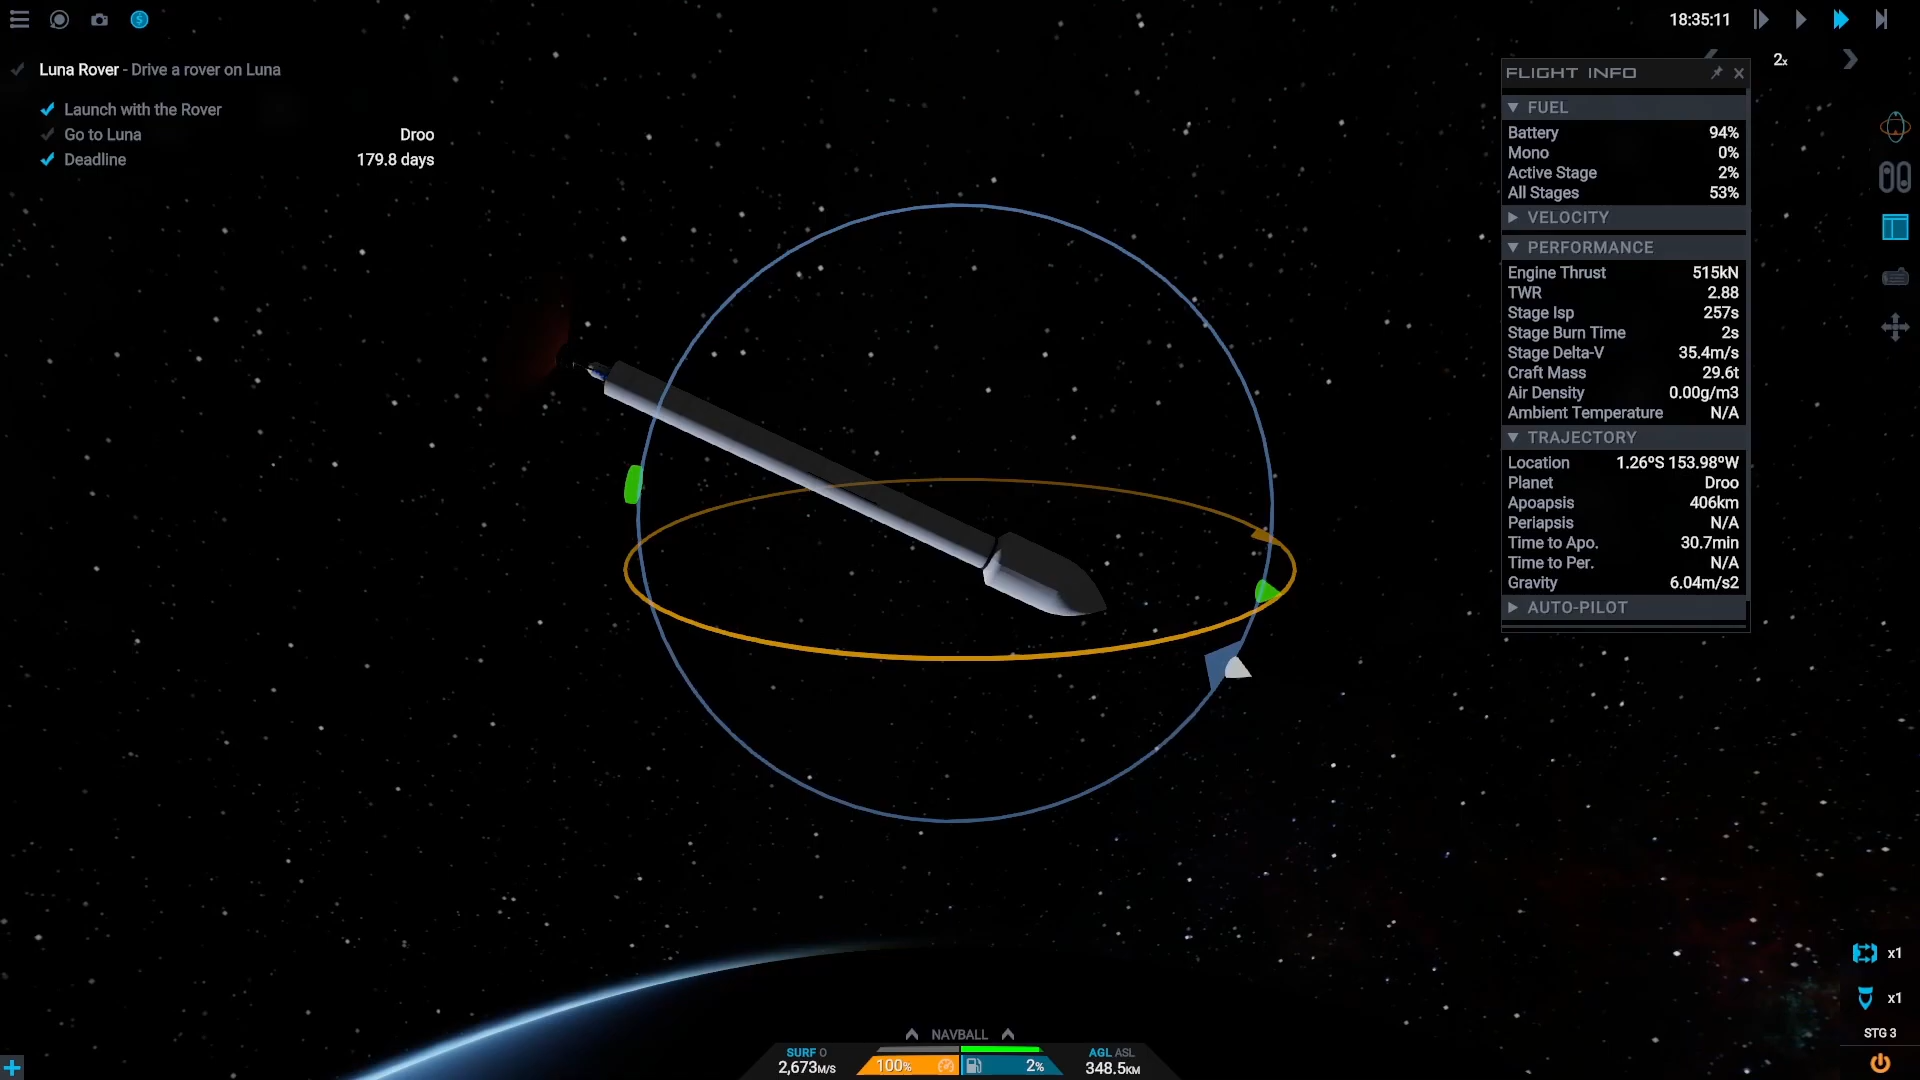 18:35:11
2x
Luna Rover - Drive a rover on Luna
Launch with the Rover
Go to Luna Droo
Deadline 179.8 days
FLIGHT INFO
FUEL
Battery 94%
Mono 0%
Active Stage 2%
All Stages 53%
VELOCITY
PERFORMANCE
Engine Thrust 515kN
TWR 2.88
Stage Isp 257s
Stage Burn Time 2s
Stage Delta-V 35.4m/s
Craft Mass 29.6t
Air Density 0.00g/m3
Ambient Temperature N/A
TRAJECTORY
Location 1.26°S 153.98°W
Planet Droo
Apoapsis 406km
Periapsis N/A
Time to Apo. 30.7min
Time to Per. N/A
Gravity 6.04m/s2
AUTO-PILOT
x1
x1
STG 3
NAVBALL
SURF O
2,673M/S
100%
2%
AGL ASL
348.5KM